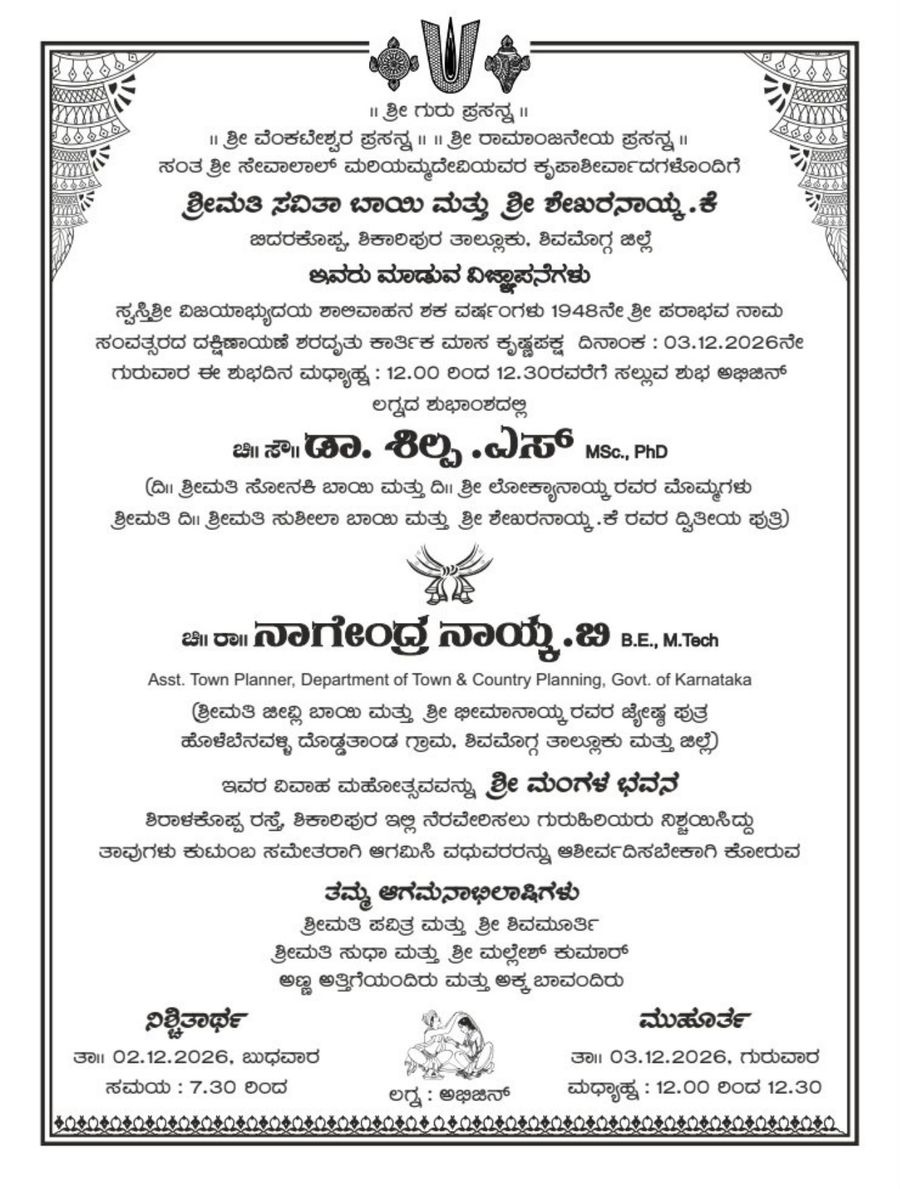 ॥ ಶ್ರೀ ಗುರು ಪ್ರಸನ್ನ ॥
॥ ಶ್ರೀ ವೆಂಕಟೇಶ್ವರ ಪ್ರಸನ್ನ ॥ ॥ ಶ್ರೀ ರಾಮಾಂಜನೇಯ ಪ್ರಸನ್ನ ॥
ಸಂತ ಶ್ರೀ ಸೇವಾಲಾಲ್ ಮರಿಯಮ್ಮದೇವಿಯವರ ಕೃಪಾಶೀರ್ವಾದಗಳೊಂದಿಗೆ
ಶ್ರೀಮತಿ ಸವಿತಾ ಬಾಯಿ ಮತ್ತು ಶ್ರೀ ಶೇಖರನಾಯ್ಕ.ಕೆ
ಬಿದರಕೊಪ್ಪ, ಶಿಕಾರಿಪುರ ತಾಲ್ಲೂಕು, ಶಿವಮೊಗ್ಗ ಜಿಲ್ಲೆ
ಇವರು ಮಾಡುವ ವಿಜ್ಞಾಪನೆಗಳು
ಸ್ವಸ್ತಿಶ್ರೀ ವಿಜಯಾಭ್ಯುದಯ ಶಾಲಿವಾಹನ ಶಕ ವರ್ಷಂಗಳು 1948ನೇ ಶ್ರೀ ಪರಾಭವ ನಾಮ
ಸಂವತ್ಸರದ ದಕ್ಷಿಣಾಯಣೆ ಶರದೃತು ಕಾರ್ತಿಕ ಮಾಸ ಕೃಷ್ಣಪಕ್ಷ ದಿನಾಂಕ : 03.12.2026ನೇ
ಗುರುವಾರ ಈ ಶುಭದಿನ ಮಧ್ಯಾಹ್ನ : 12.00 ರಿಂದ 12.30ರವರೆಗೆ ಸಲ್ಲುವ ಶುಭ ಅಭಿಜಿನ್
ಲಗ್ನದ ಶುಭಾಂಶದಲ್ಲಿ
ಚಿ॥ ಸೌ॥ ಡಾ. ಶಿಲ್ಪ .ಎಸ್ MSc., PhD
(ದಿ॥ ಶ್ರೀಮತಿ ಸೋನಕಿ ಬಾಯಿ ಮತ್ತು ದಿ॥ ಶ್ರೀ ಲೋಕ್ಯಾನಾಯ್ಕರವರ ಮೊಮ್ಮಗಳು
ಶ್ರೀಮತಿ ದಿ॥ ಶ್ರೀಮತಿ ಸುಶೀಲಾ ಬಾಯಿ ಮತ್ತು ಶ್ರೀ ಶೇಖರನಾಯ್ಕ.ಕೆ ರವರ ದ್ವಿತೀಯ ಪುತ್ರಿ)
ಚಿ॥ ರಾ॥ ನಾಗೇಂದ್ರ ನಾಯ್ಕ.ಬಿ B.E., M.Tech
Asst. Town Planner, Department of Town & Country Planning, Govt. of Karnataka
(ಶ್ರೀಮತಿ ಜೀವ್ಲಿ ಬಾಯಿ ಮತ್ತು ಶ್ರೀ ಭೀಮಾನಾಯ್ಕರವರ ಜ್ಯೇಷ್ಠ ಪುತ್ರ
ಹೊಳೆಬೆನವಳ್ಳಿ ದೊಡ್ಡತಾಂಡ ಗ್ರಾಮ, ಶಿವಮೊಗ್ಗ ತಾಲ್ಲೂಕು ಮತ್ತು ಜಿಲ್ಲೆ)
ಇವರ ವಿವಾಹ ಮಹೋತ್ಸವವನ್ನು ಶ್ರೀ ಮಂಗಳ ಭವನ
ಶಿರಾಳಕೊಪ್ಪ ರಸ್ತೆ, ಶಿಕಾರಿಪುರ ಇಲ್ಲಿ ನೆರವೇರಿಸಲು ಗುರುಹಿರಿಯರು ನಿಶ್ಚಯಿಸಿದ್ದು
ತಾವುಗಳು ಕುಟುಂಬ ಸಮೇತರಾಗಿ ಆಗಮಿಸಿ ವಧುವರರನ್ನು ಆಶೀರ್ವದಿಸಬೇಕಾಗಿ ಕೋರುವ
ತಮ್ಮ ಆಗಮನಾಭಿಲಾಷಿಗಳು
ಶ್ರೀಮತಿ ಪವಿತ್ರ ಮತ್ತು ಶ್ರೀ ಶಿವಮೂರ್ತಿ
ಶ್ರೀಮತಿ ಸುಧಾ ಮತ್ತು ಶ್ರೀ ಮಲ್ಲೇಶ್ ಕುಮಾರ್
ಅಣ್ಣ ಅತ್ತಿಗೆಯಂದಿರು ಮತ್ತು ಅಕ್ಕ ಬಾವಂದಿರು
ನಿಶ್ಚಿತಾರ್ಥ
ತಾ॥ 02.12.2026, ಬುಧವಾರ
ಸಮಯ : 7.30 ರಿಂದ
ಲಗ್ನ : ಅಭಿಜಿನ್
ಮುಹೂರ್ತ
ತಾ॥ 03.12.2026, ಗುರುವಾರ
ಮಧ್ಯಾಹ್ನ : 12.00 ರಿಂದ 12.30